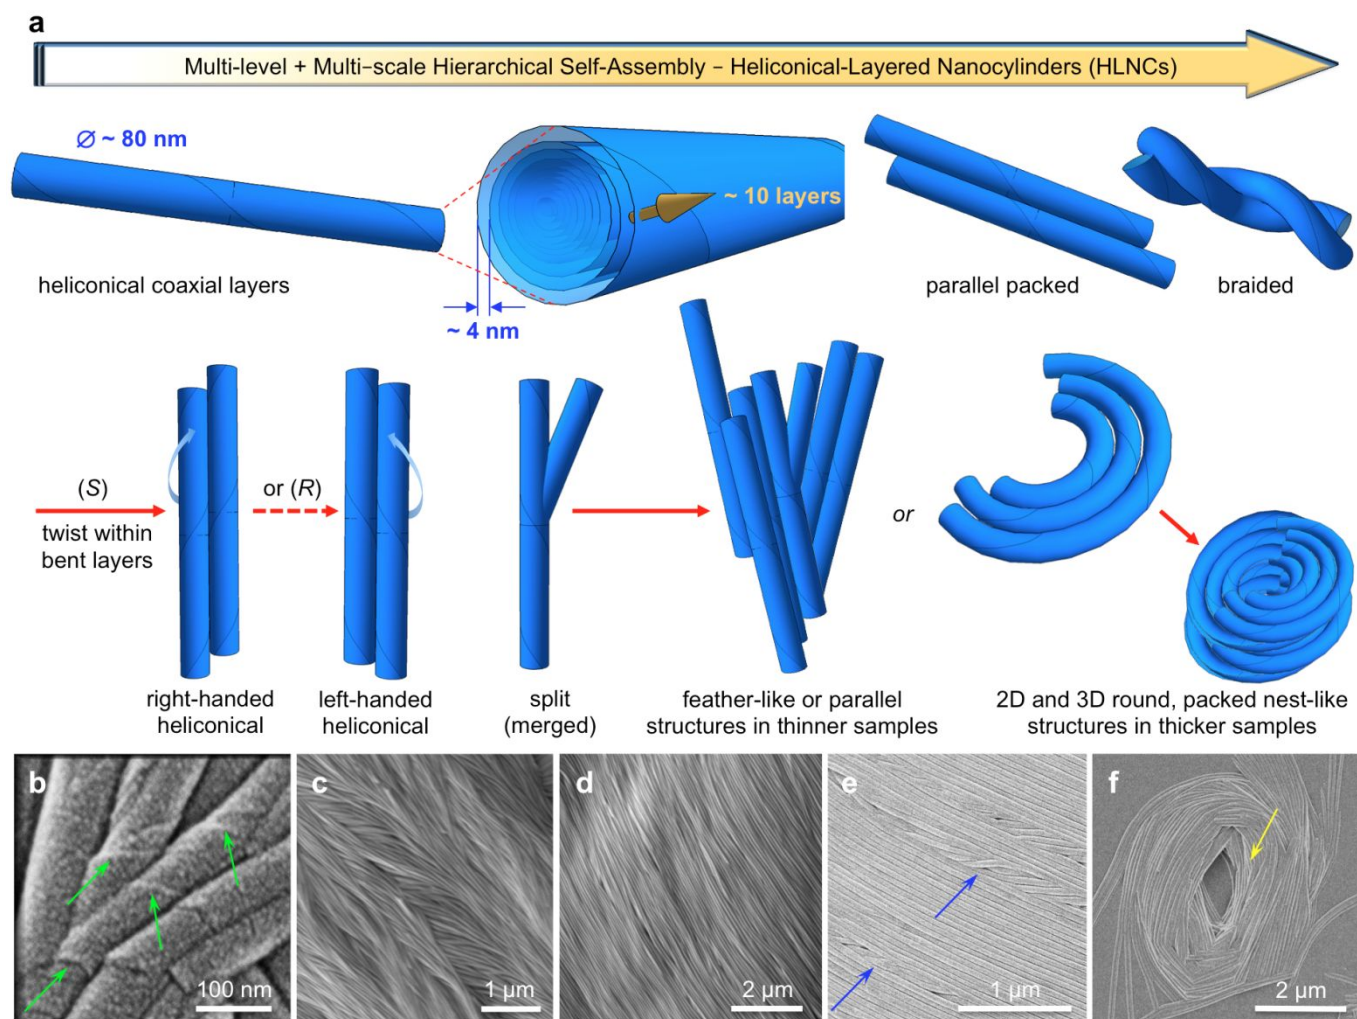 a
Multi-level + Multi-scale Hierarchical Self-Assembly – Heliconical-Layered Nanocylinders (HLNCs)
∅ ~ 80 nm
~ 10 layers
heliconical coaxial layers
~ 4 nm
parallel packed
braided
(S)
twist within
bent layers
or (R)
or
right-handed
heliconical
left-handed
heliconical
split
(merged)
feather-like or parallel
structures in thinner samples
2D and 3D round, packed nest-like
structures in thicker samples
b
100 nm
c
1 µm
d
2 µm
e
1 µm
f
2 µm